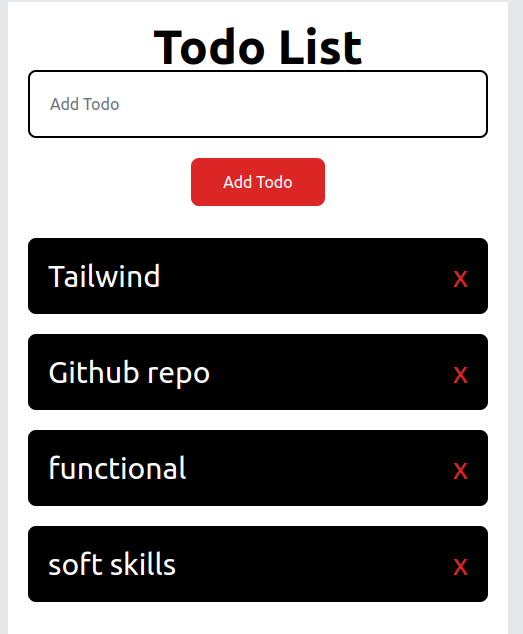 Todo List
Add Todo
Add Todo
Tailwind x
Github repo x
functional x
soft skills x